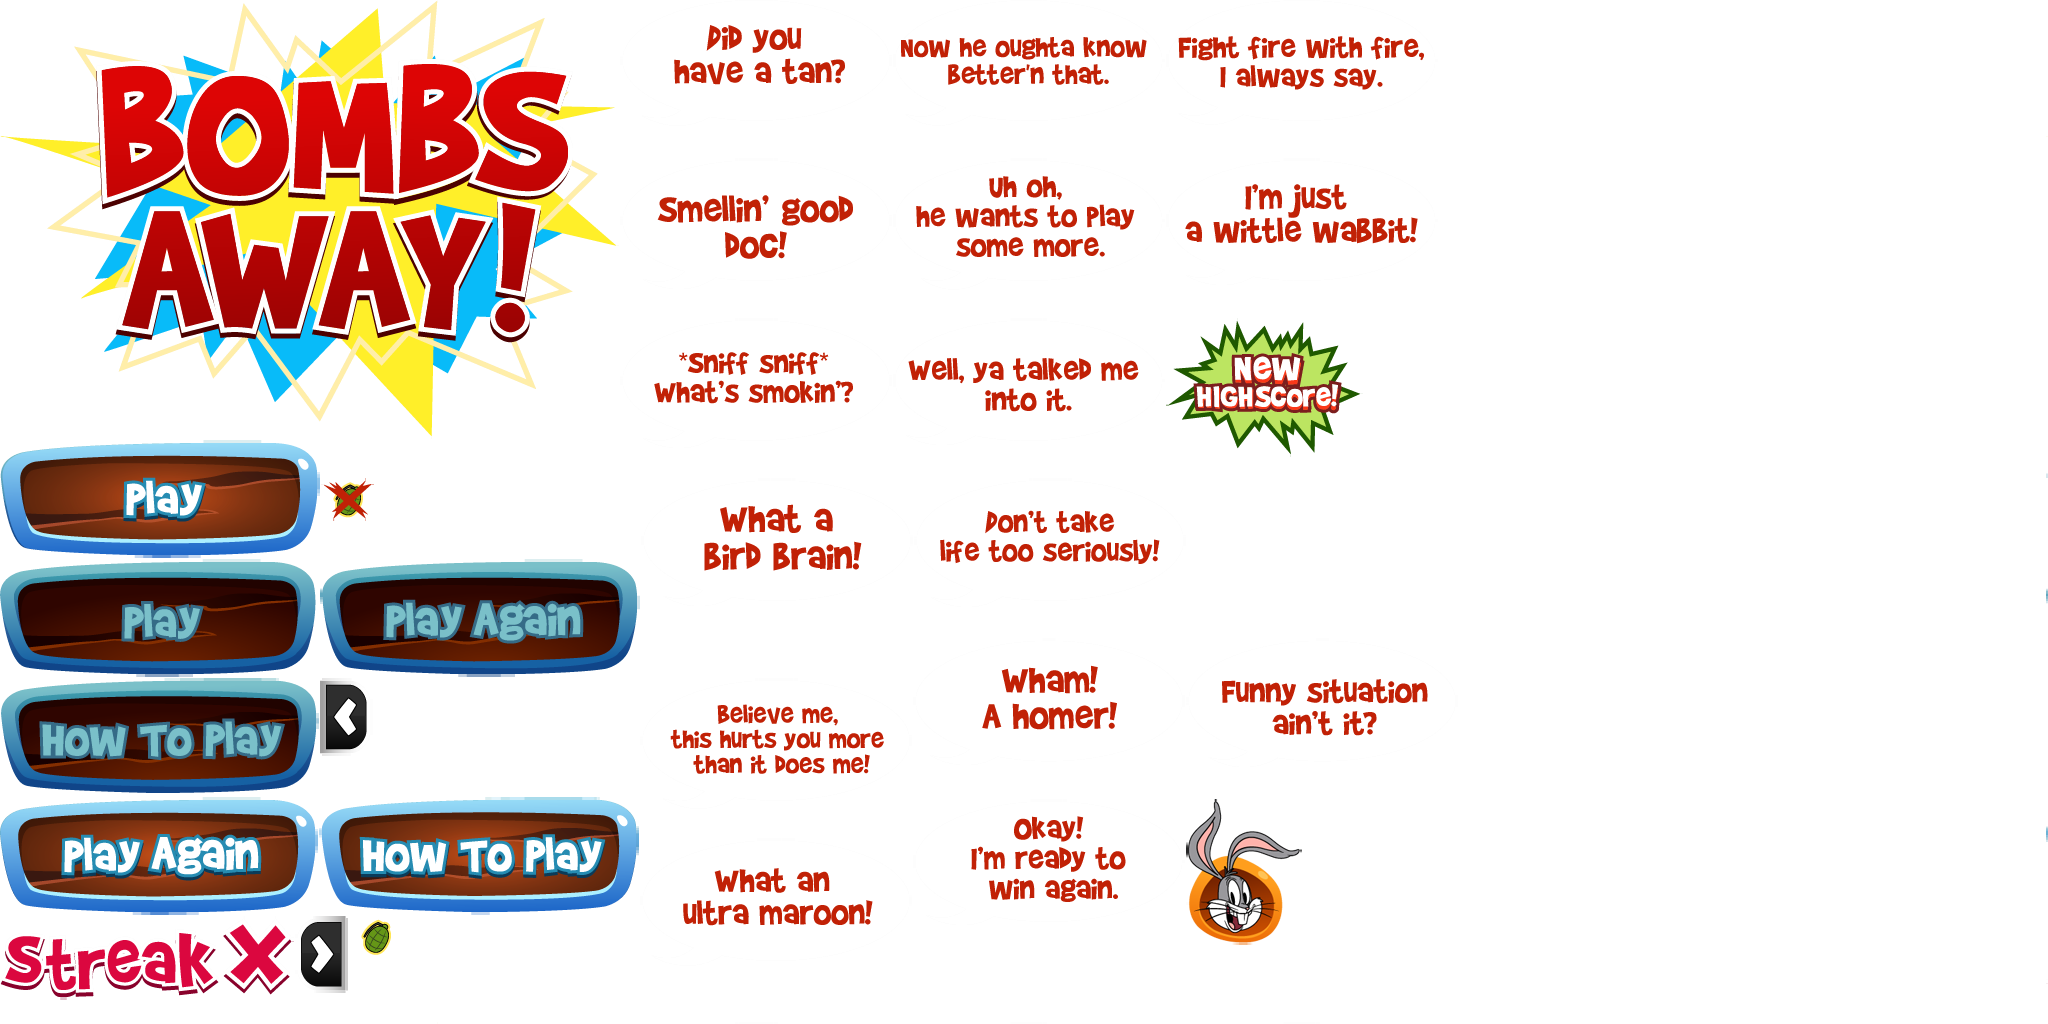 BOMBS
AWAY!
Play
Play
Play Again
How To Play
Play Again
How To Play
Streak X
Did you
have a tan?
Now he oughta know
Better'n that.
Fight fire with fire,
I always say.
Smellin' good
Doc!
Uh oh,
he wants to play
some more.
I'm just
a wittle waBBit!
*Sniff sniff*
What's smokin'?
Well, ya talked me
into it.
New
HIGHSCore!
What a
Bird Brain!
Don't take
life too seriously!
Believe me,
this hurts you more
than it does me!
Wham!
A homer!
Funny situation
ain't it?
What an
ultra maroon!
Okay!
I'm ready to
win again.